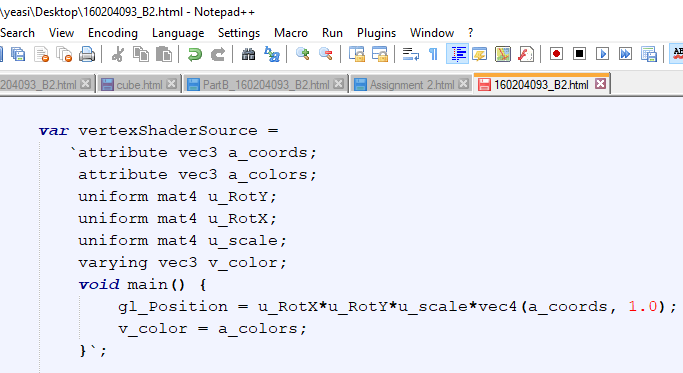 \yeasi\Desktop\160204093_B2.html - Notepad++
Search View Encoding Language Settings Macro Run Plugins Window ?
204093_B2.html cube.html PartB_160204093_B2.html Assignment 2.html 160204093_B2.html
var vertexShaderSource =
`attribute vec3 a_coords;
attribute vec3 a_colors;
uniform mat4 u_RotY;
uniform mat4 u_RotX;
uniform mat4 u_scale;
varying vec3 v_color;
void main() {
gl_Position = u_RotX*u_RotY*u_scale*vec4(a_coords, 1.0);
v_color = a_colors;
}`;